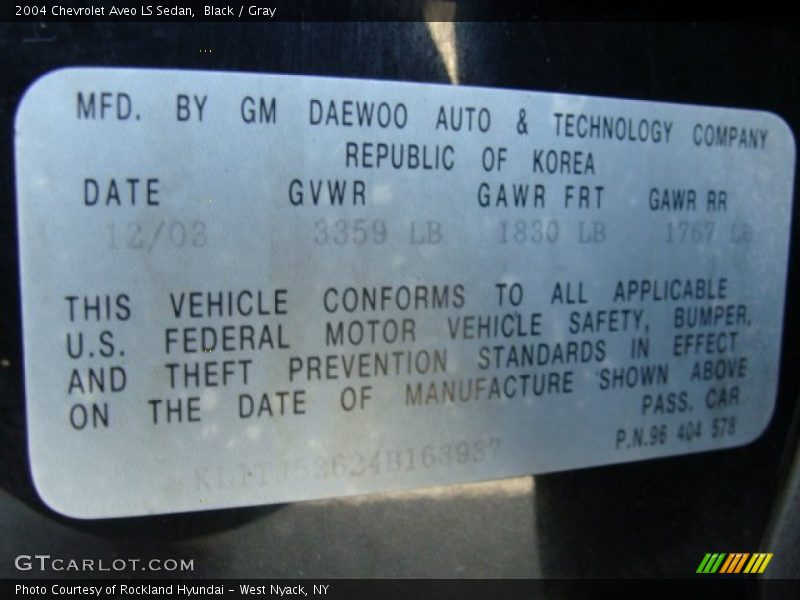 2004 Chevrolet Aveo LS Sedan, Black / Gray
MFD. BY GM DAEWOO AUTO & TECHNOLOGY COMPANY
REPUBLIC OF KOREA
DATE GVWR GAWR FRT GAWR RR
12/03 3359 LB 1830 LB 1767 LB
THIS VEHICLE CONFORMS TO ALL APPLICABLE
U.S. FEDERAL MOTOR VEHICLE SAFETY, BUMPER,
AND THEFT PREVENTION STANDARDS IN EFFECT
ON THE DATE OF MANUFACTURE SHOWN ABOVE
PASS. CAR
P.N.96 404 578
GTCARLOT.COM
Photo Courtesy of Rockland Hyundai - West Nyack, NY